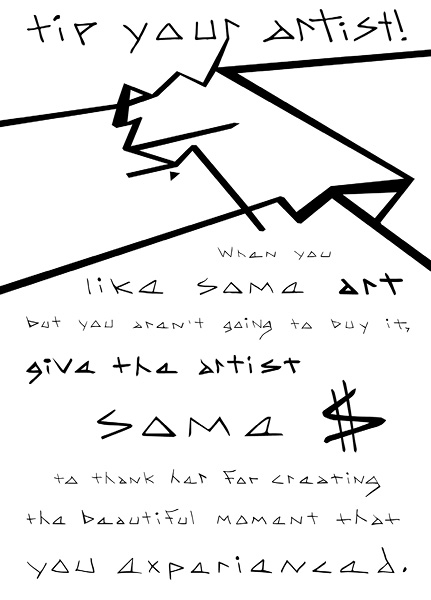 tip your artist!
When you
like some art
but you aren't going to buy it,
give the artist
some $
to thank her for creating
the beautiful moment that
you experienced.